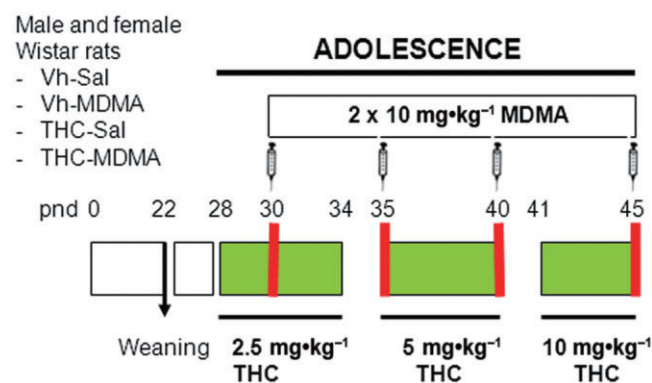 Male and female
Wistar rats
- Vh-Sal
- Vh-MDMA
- THC-Sal
- THC-MDMA
ADOLESCENCE
2 x 10 mg•kg⁻¹ MDMA
pnd 0 22 28 30 34 35 40 41 45
Weaning
2.5 mg•kg⁻¹
THC
5 mg•kg⁻¹
THC
10 mg•kg⁻¹
THC